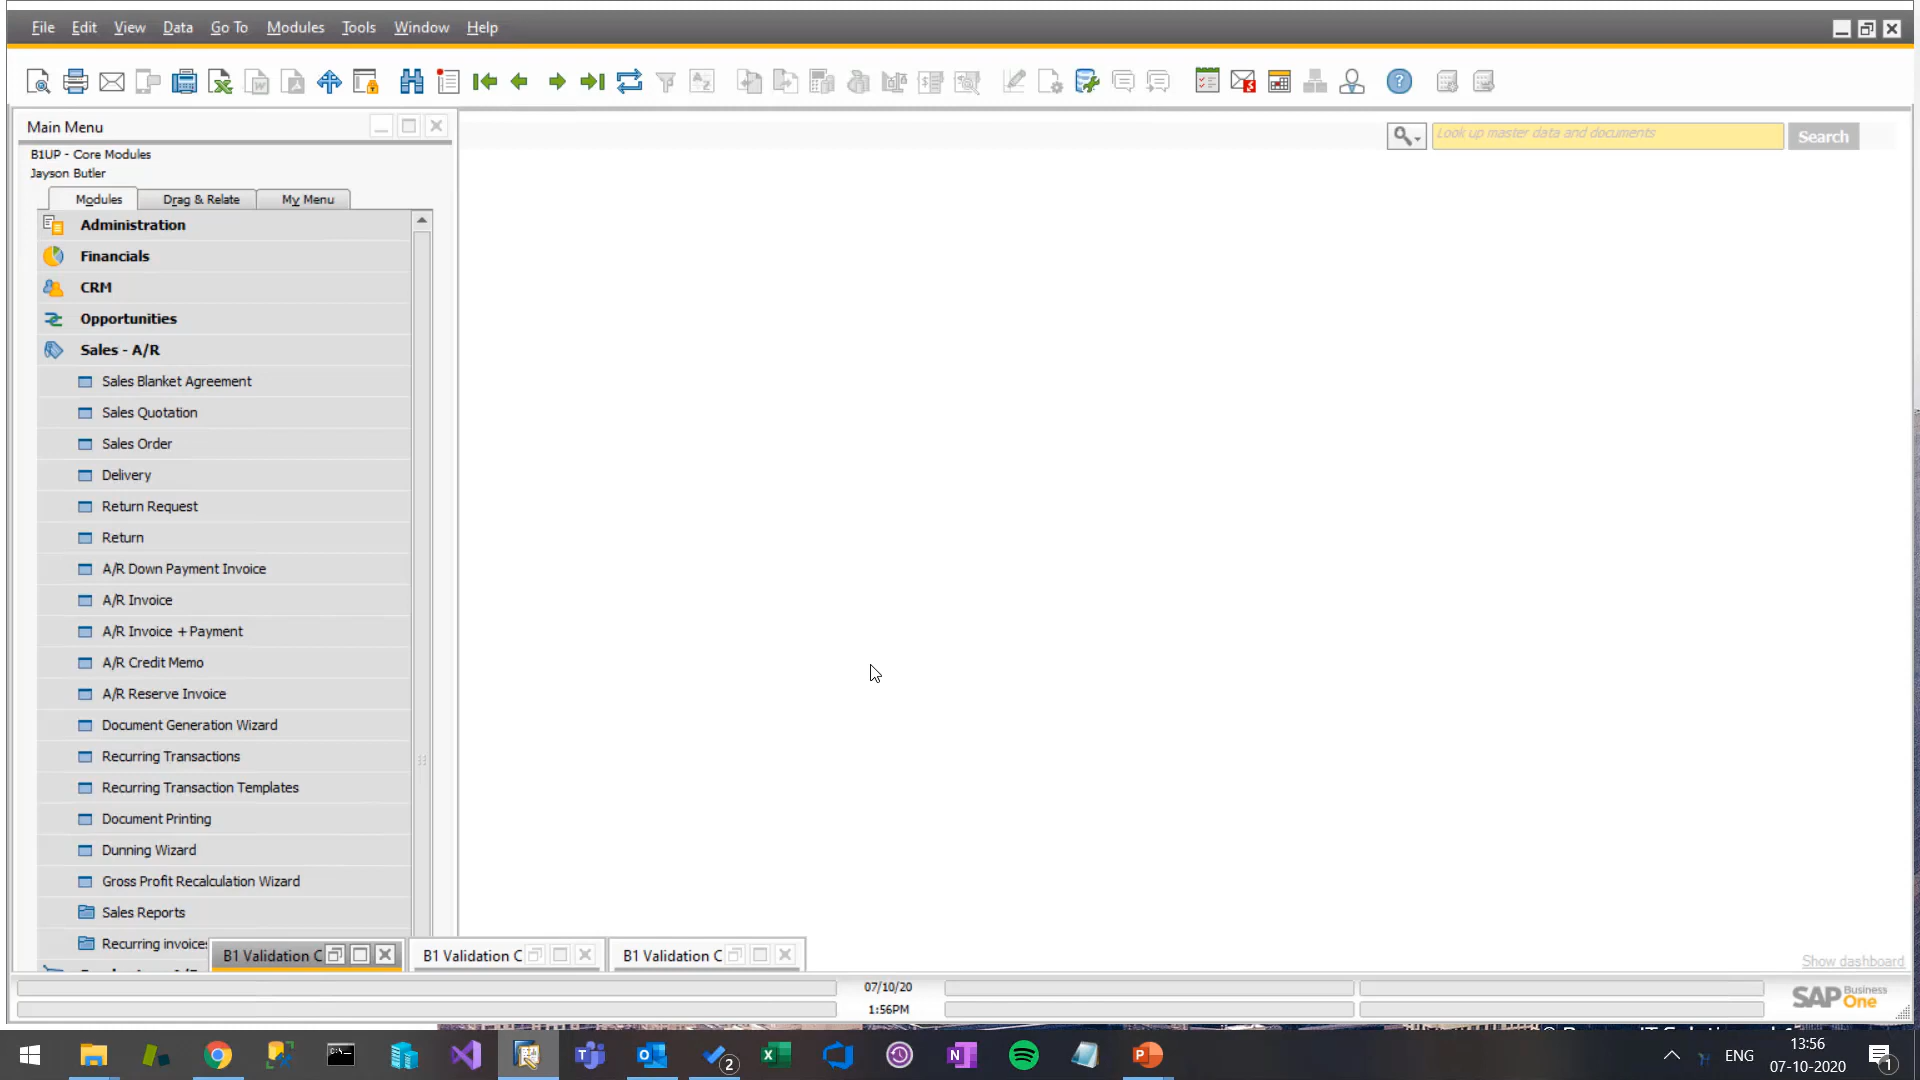 File Edit View Data Go To Modules Tools Window Help
Main Menu
B1UP - Core Modules
Jayson Butler
Modules Drag & Relate My Menu
Look up master data and documents Search
Administration
Financials
CRM
Opportunities
Sales - A/R
Sales Blanket Agreement
Sales Quotation
Sales Order
Delivery
Return Request
Return
A/R Down Payment Invoice
A/R Invoice
A/R Invoice + Payment
A/R Credit Memo
A/R Reserve Invoice
Document Generation Wizard
Recurring Transactions
Recurring Transaction Templates
Document Printing
Dunning Wizard
Gross Profit Recalculation Wizard
Sales Reports
Recurring invoices
B1 Validation C B1 Validation C B1 Validation C
Show dashboard
07/10/20
1:56PM
SAP Business One
2
ENG
13:56
07-10-2020
1